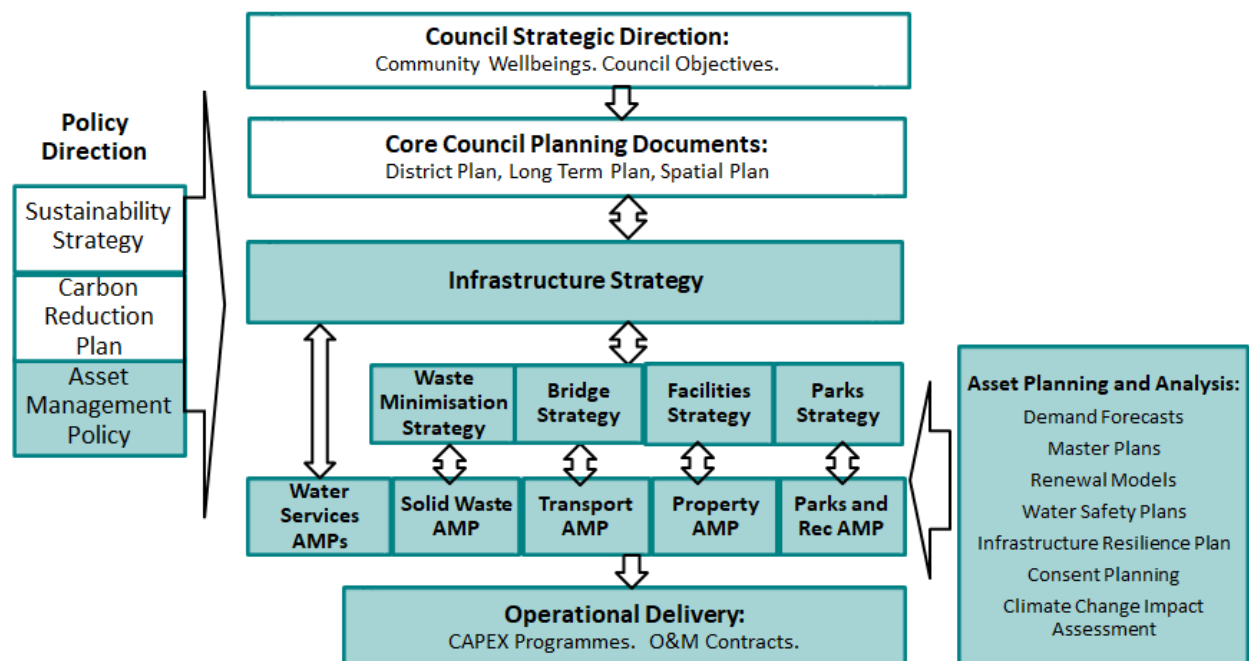 Council Strategic Direction:
Community Wellbeings. Council Objectives.
Policy
Direction
Core Council Planning Documents:
District Plan, Long Term Plan, Spatial Plan
Sustainability
Strategy
Carbon
Reduction
Plan
Asset
Management
Policy
Infrastructure Strategy
Waste
Minimisation
Strategy
Bridge
Strategy
Facilities
Strategy
Parks
Strategy
Water
Services
AMPs
Solid Waste
AMP
Transport
AMP
Property
AMP
Parks and
Rec AMP
Asset Planning and Analysis:
Demand Forecasts
Master Plans
Renewal Models
Water Safety Plans
Infrastructure Resilience Plan
Consent Planning
Climate Change Impact
Assessment
Operational Delivery:
CAPEX Programmes. O&M Contracts.